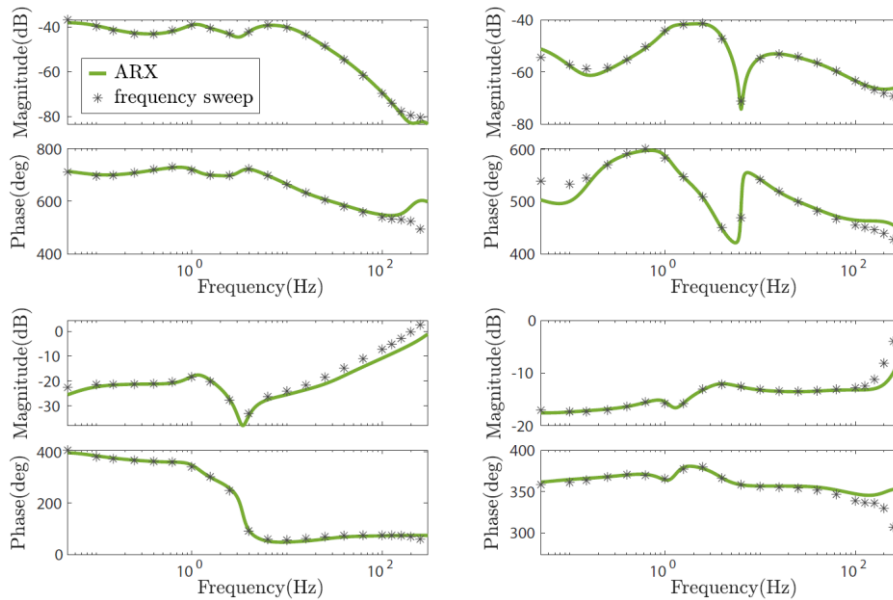 Magnitude(dB)
-40
-60
-80
ARX
frequency sweep
Phase(deg)
800
600
400
10^0
10^2
Frequency(Hz)
Magnitude(dB)
-40
-60
-80
Phase(deg)
600
500
400
10^0
10^2
Frequency(Hz)
Magnitude(dB)
0
-10
-20
-30
Phase(deg)
400
200
0
10^0
10^2
Frequency(Hz)
Magnitude(dB)
0
-10
-20
Phase(deg)
400
350
300
10^0
10^2
Frequency(Hz)